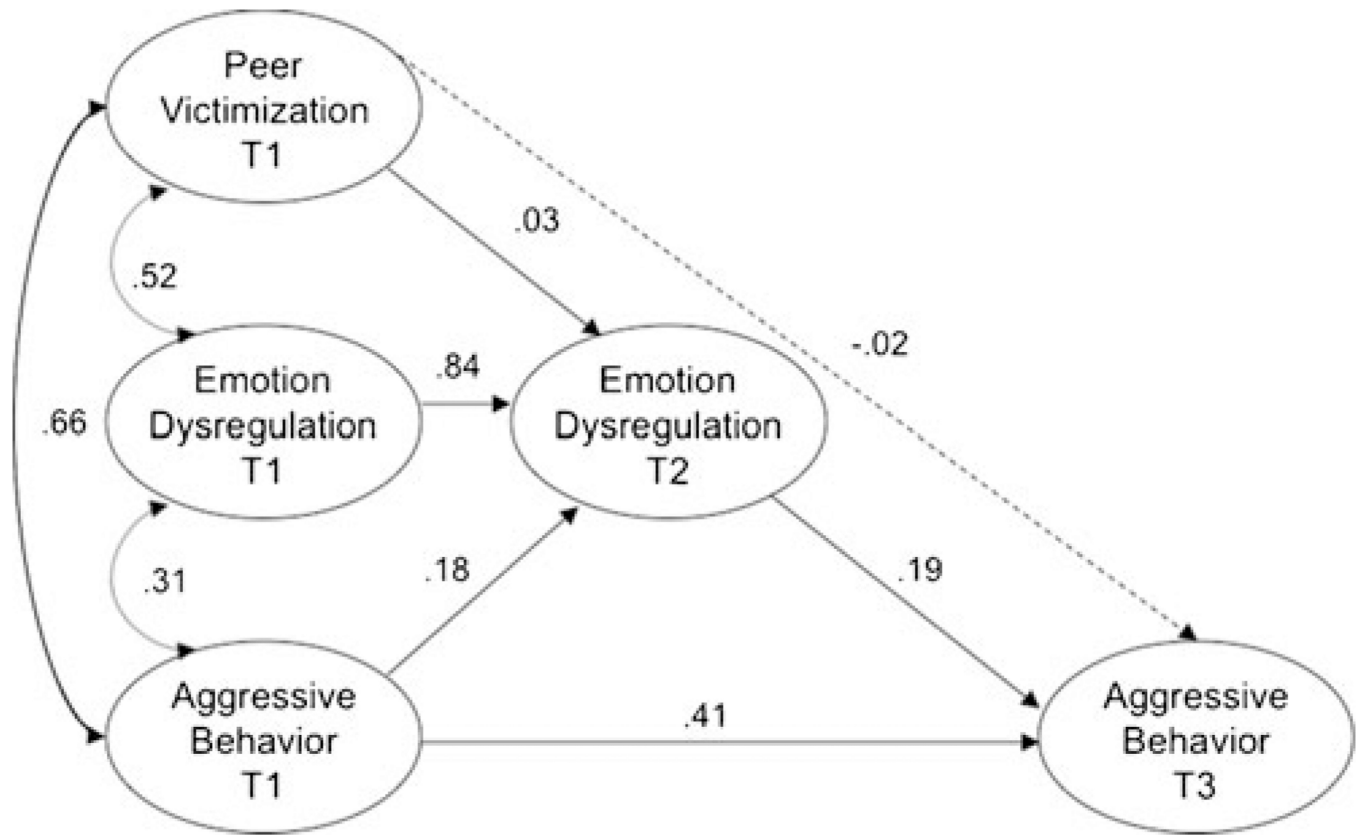 Peer
Victimization
T1
.03
.52
-.02
Emotion
Dysregulation
T1
.84
Emotion
Dysregulation
T2
.66
.31
.18
.19
Aggressive
Behavior
T1
.41
Aggressive
Behavior
T3